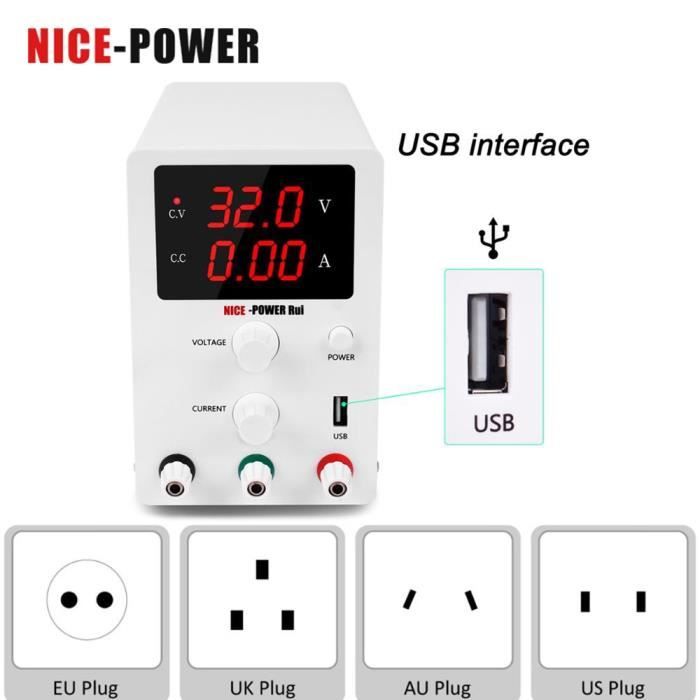 NICE-POWER
USB interface
C.V 32.0 V
C.C 0.00 A
NICE -POWER Rui
VOLTAGE
POWER
CURRENT
USB
USB
EU Plug
UK Plug
AU Plug
US Plug